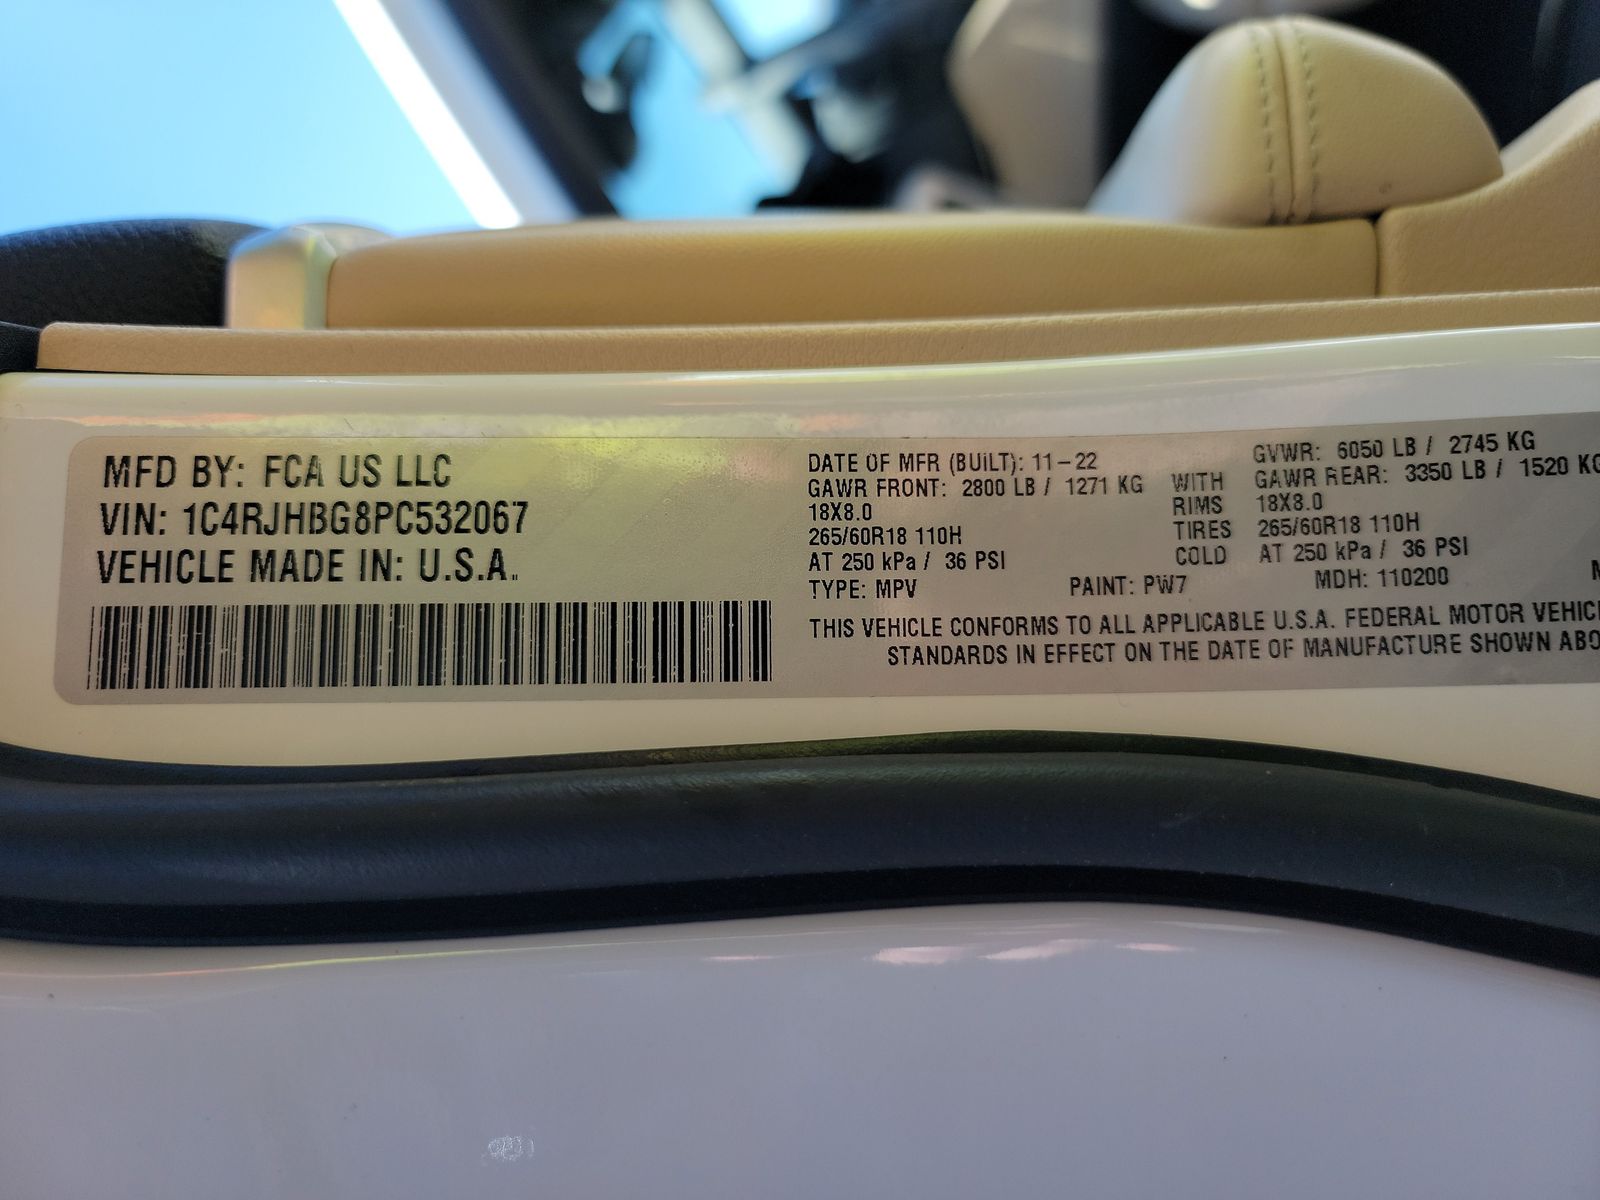 MFD BY: FCA US LLC
VIN: 1C4RJHBG8PC532067
VEHICLE MADE IN: U.S.A.
DATE OF MFR (BUILT): 11-22 GVWR: 6050 LB / 2745 KG
GAWR FRONT: 2800 LB / 1271 KG WITH GAWR REAR: 3350 LB / 1520 KG
18X8.0 RIMS 18X8.0
265/60R18 110H TIRES 265/60R18 110H
AT 250 kPa / 36 PSI COLD AT 250 kPa / 36 PSI
TYPE: MPV PAINT: PW7 MDH: 110200
THIS VEHICLE CONFORMS TO ALL APPLICABLE U.S.A. FEDERAL MOTOR VEHIC
STANDARDS IN EFFECT ON THE DATE OF MANUFACTURE SHOWN ABO